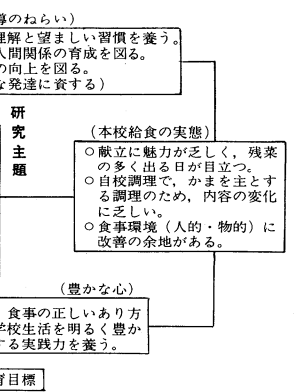 導のねらい）
理解と望ましい習慣を養う。
人間関係の育成を図る。
の向上を図る。
な発達に資する）
研究主題
（本校給食の実態）
○献立に魅力が乏しく，残菜
の多く出る日が目立つ。
○自校調理で，かまを主とす
る調理のため，内容の変化
に乏しい。
○食事環境（人的・物的）に
改善の余地がある。
（豊かな心）
食事の正しいあり方
学校生活を明るく豊か
する実践力を養う。
育目標